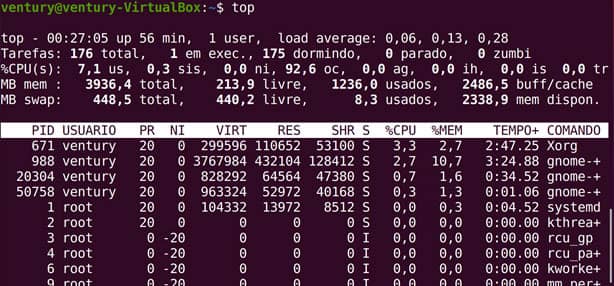 ventury@ventury-VirtualBox:~$ top
top - 00:27:05 up 56 min,  1 user,  load average: 0,06, 0,13, 0,28
Tarefas: 176 total,   1 em exec., 175 dormindo,   0 parado,   0 zumbi
%CPU(s):  7,1 us,  0,3 sis,  0,0 ni, 92,6 oc,  0,0 ag,  0,0 ih,  0,0 is  0,0 tr
MB mem :   3936,4 total,    213,9 livre,   1236,0 usados,   2486,5 buff/cache
MB swap:    448,5 total,    440,2 livre,      8,3 usados,   2338,9 mem dispon.
PID USUARIO   PR  NI    VIRT    RES    SHR S  %CPU  %MEM    TEMPO+ COMANDO
671 ventury   20   0  299596 110652  53100 S   3,3   2,7   2:47.25 Xorg
988 ventury   20   0 3767984 432104 128412 S   2,7  10,7   3:24.88 gnome-+
20304 ventury   20   0  828292  64564  47380 S   0,7   1,6   0:34.52 gnome-+
50758 ventury   20   0  963324  52972  40168 S   0,3   1,3   0:01.06 gnome-+
1 root      20   0  104332  13972   8512 S   0,0   0,3   0:04.52 systemd
2 root      20   0       0      0      0 S   0,0   0,0   0:00.00 kthrea+
3 root       0 -20       0      0      0 I   0,0   0,0   0:00.00 rcu_gp
4 root       0 -20       0      0      0 I   0,0   0,0   0:00.00 rcu_pa+
6 root       0 -20       0      0      0 I   0,0   0,0   0:00.00 kworke+
9 root       0 -20       0      0      0 I   0,0   0,0   0:00.00 mm_per+